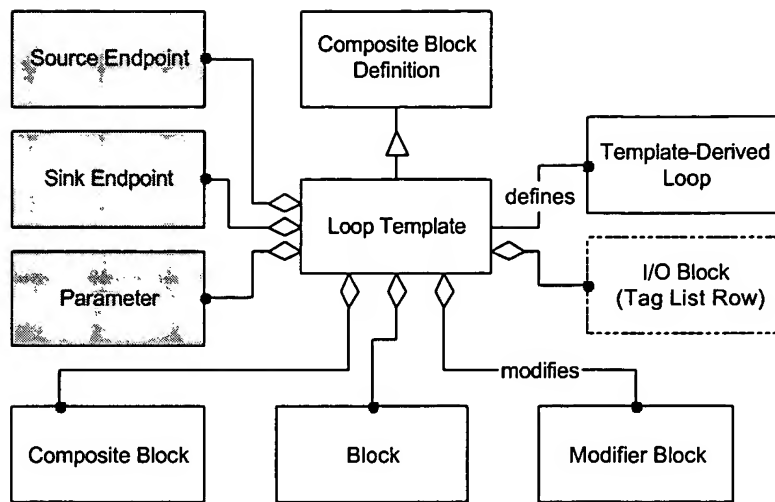 Source Endpoint
Composite Block
Definition
Sink Endpoint
Loop Template
defines
Template-Derived
Loop
Parameter
I/O Block
(Tag List Row)
modifies
Composite Block
Block
Modifier Block